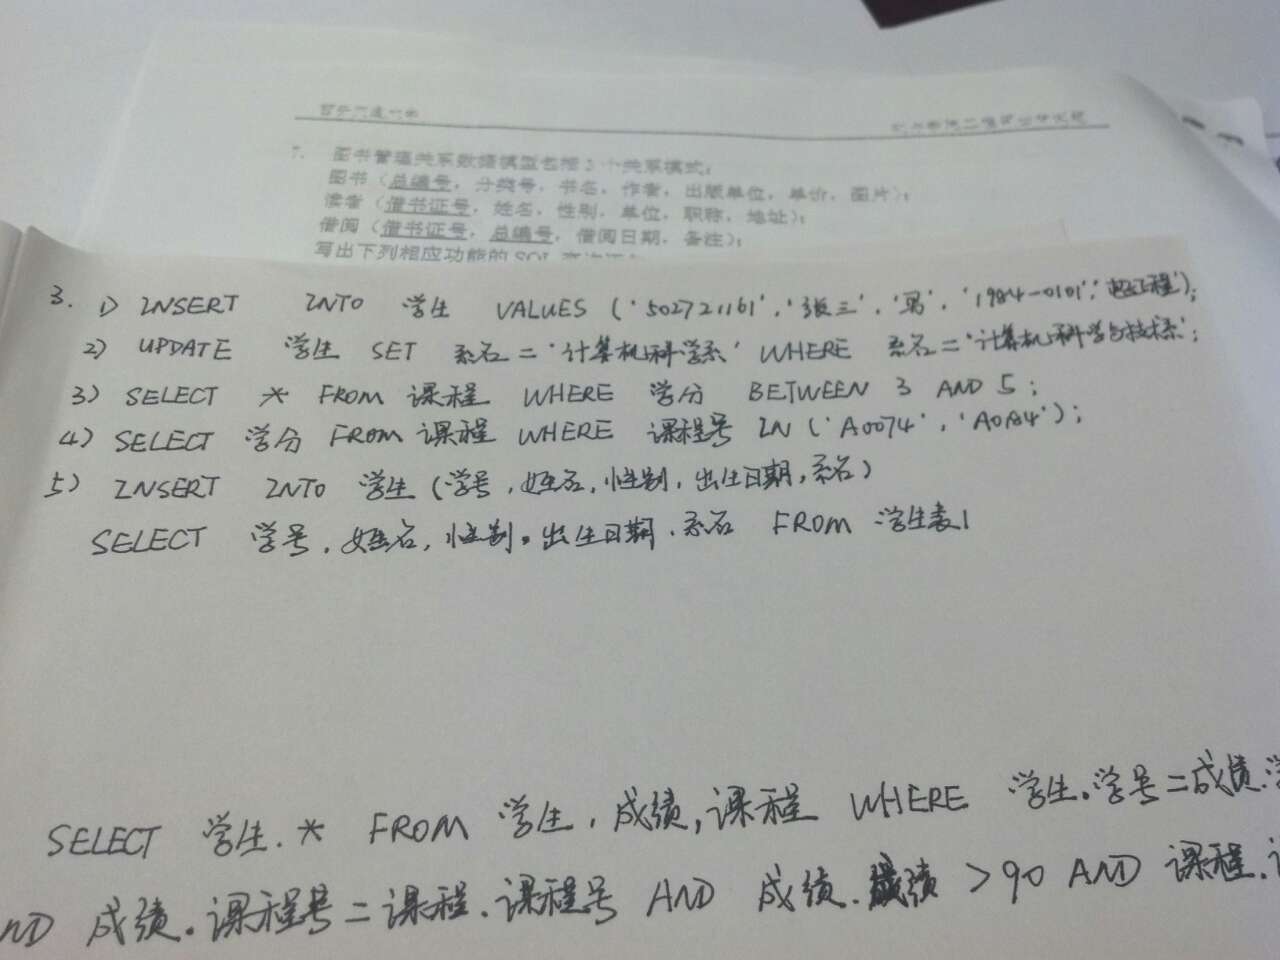 7. 图书管理关系数据模型包括3个关系模式：
图书（总编号，分类号，书名，作者，出版单位，单价，图片）；
读者（借书证号，姓名，性别，单位，职称，地址）；
借阅（借书证号，总编号，借阅日期，备注）；
写出下列相应功能的SQL
3. 1) INSERT INTO 学生 VALUES ('502721161','张三','男','1984-0101',
2) UPDATE 学生 SET 系名='计算机科学系' WHERE 系名='计算机科学与技术系';
3) SELECT * FROM 课程 WHERE 学分 BETWEEN 3 AND 5;
4) SELECT 学分 FROM 课程 WHERE 课程号 IN ('A0074','A0184');
5) INSERT INTO 学生(学号,姓名,性别,出生日期,系名)
SELECT 学号,姓名,性别,出生日期,系名 FROM 学生表1
SELECT 学生.* FROM 学生,成绩,课程 WHERE 学生.学号=成绩.学
ND 成绩.课程号=课程.课程号 AND 成绩.成绩>90 AND 课程.